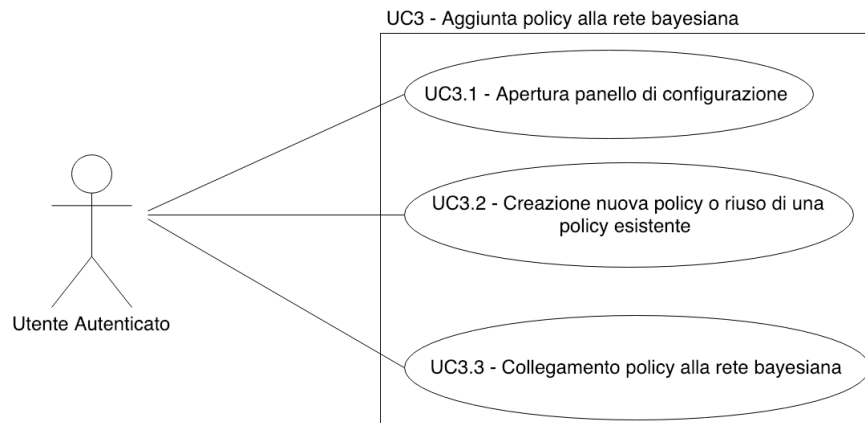 UC3 - Aggiunta policy alla rete bayesiana
UC3.1 - Apertura panello di configurazione
UC3.2 - Creazione nuova policy o riuso di una
policy esistente
Utente Autenticato
UC3.3 - Collegamento policy alla rete bayesiana